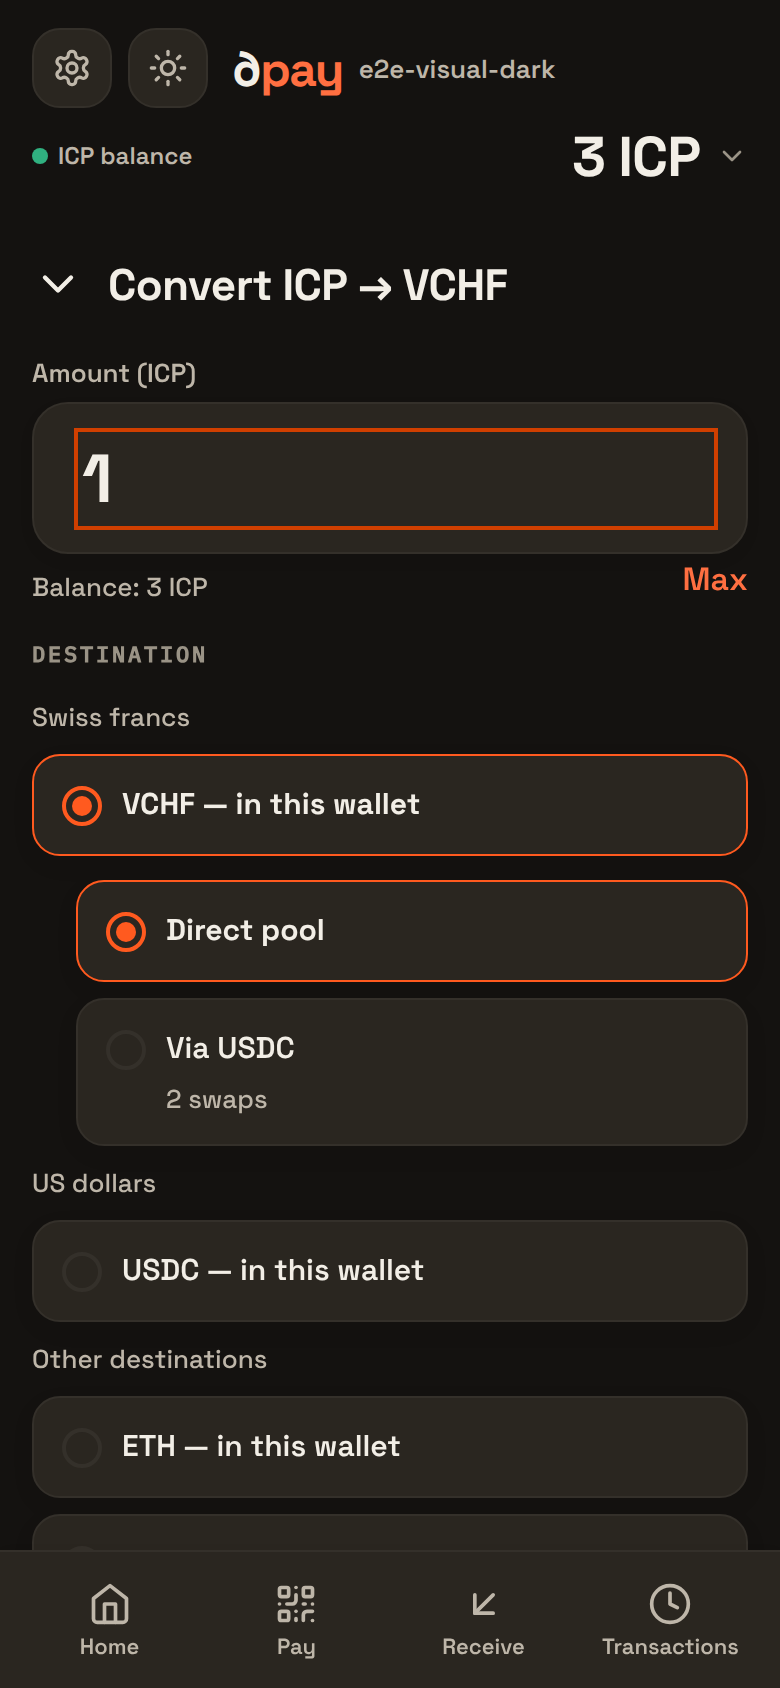 ∂pay e2e-visual-dark
ICP balance 3 ICP
Convert ICP → VCHF
Amount (ICP)
1
Balance: 3 ICP Max
DESTINATION
Swiss francs
VCHF — in this wallet
Direct pool
Via USDC
2 swaps
US dollars
USDC — in this wallet
Other destinations
ETH — in this wallet
Home Pay Receive Transactions